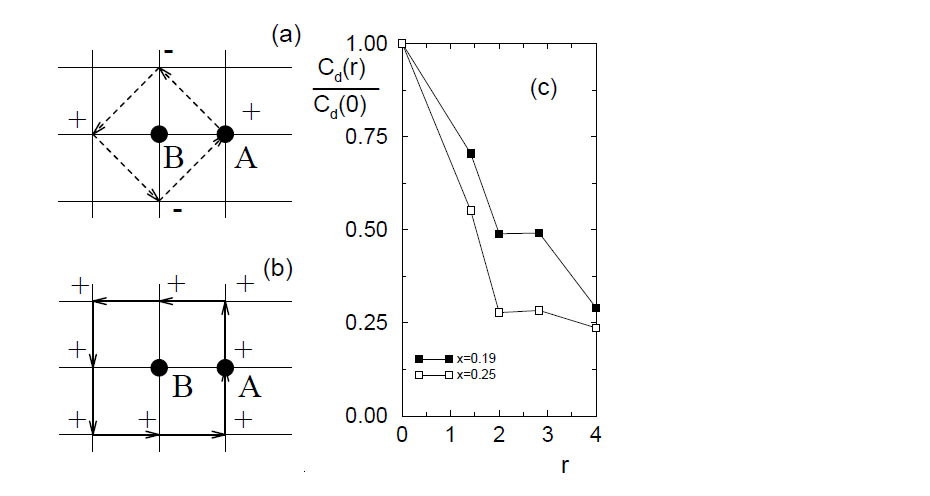 (a)
-
+
+
B
A
-
(b)
+
+
+
+
+
B
A
+
+
+
(c)
C_d(r)
C_d(0)
1.00
0.75
0.50
0.25
0.00
x=0.19
x=0.25
0 1 2 3 4
r